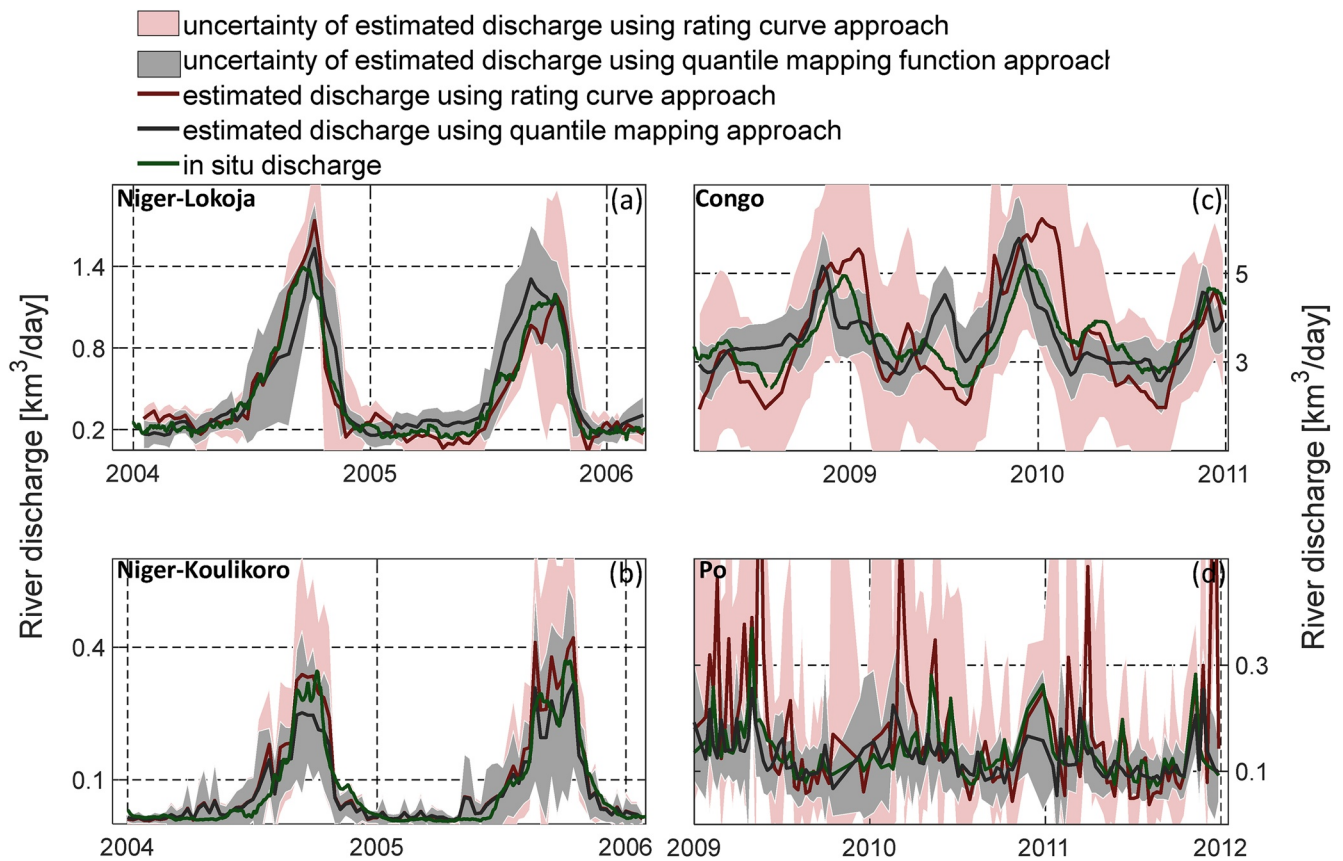 uncertainty of estimated discharge using rating curve approach
uncertainty of estimated discharge using quantile mapping function approach
estimated discharge using rating curve approach
estimated discharge using quantile mapping approach
in situ discharge
Niger-Lokoja
(a)
1.4
0.8
0.2
2004
2005
2006
Congo
(c)
5
3
2009
2010
2011
River discharge [km³/day]
River discharge [km³/day]
Niger-Koulikoro
(b)
0.4
0.1
2004
2005
2006
Po
(d)
0.3
0.1
2009
2010
2011
2012